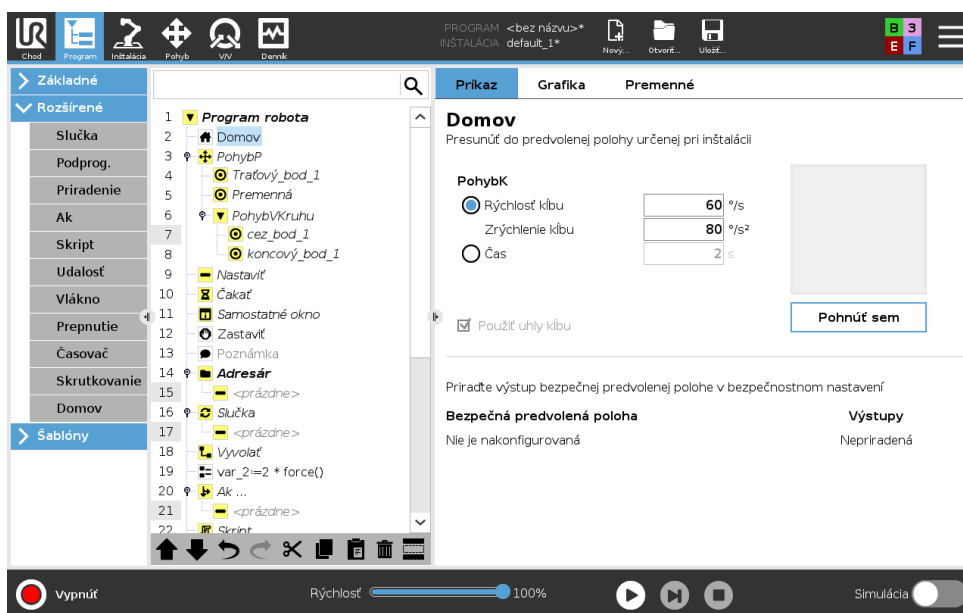 PROGRAM <bez názvu>*
INŠTALÁCIA default_1*
UR
Chod Program Inštalácia Pohyb V/V Denník Nový... Otvoriť... Uložiť...
B 3
E F
Základné
Rozšírené
Slučka
Podprog.
Priradenie
Ak
Skript
Udalosť
Vlákno
Prepnutie
Časovač
Skrutkovanie
Domov
Šablóny
1 Program robota
2 Domov
3 PohybP
4 Traťový_bod_1
5 Premenná
6 PohybVKruhu
7 cez_bod_1
8 koncový_bod_1
9 Nastaviť
10 Čakať
11 Samostatné okno
12 Zastaviť
13 Poznámka
14 Adresár
15 <prázdne>
16 Slučka
17 <prázdne>
18 Vyvolať
19 var_2≔2 * force()
20 Ak ...
21 <prázdne>
22 Skript
Príkaz Grafika Premenné
Domov
Presunúť do predvolenej polohy určenej pri inštalácii
PohybK
Rýchlosť kĺbu 60 °/s
Zrýchlenie kĺbu 80 °/s²
Čas 2 s
Použiť uhly kĺbu
Pohnúť sem
Priraďte výstup bezpečnej predvolenej polohe v bezpečnostnom nastavení
Bezpečná predvolená poloha Výstupy
Nie je nakonfigurovaná Nepriradená
Vypnúť
Rýchlosť 100%
Simulácia